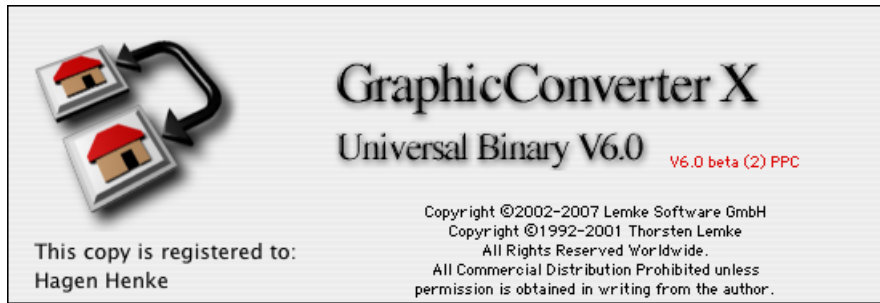 GraphicConverter X
Universal Binary V6.0
V6.0 beta (2) PPC
Copyright ©2002-2007 Lemke Software GmbH
Copyright ©1992-2001 Thorsten Lemke
All Rights Reserved Worldwide.
All Commercial Distribution Prohibited unless
permission is obtained in writing from the author.
This copy is registered to:
Hagen Henke